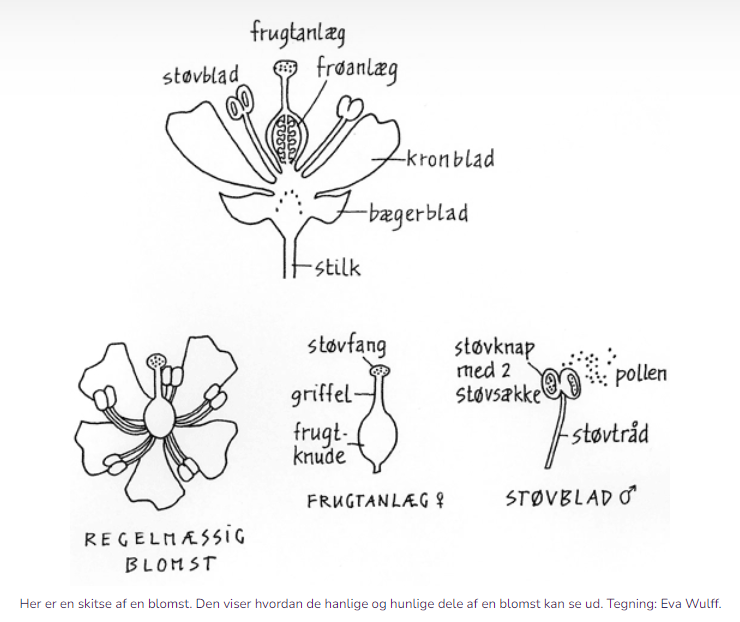 frugtanlæg
støvblad
frøanlæg
kronblad
bægerblad
stilk
støvfang
griffel
frugt-
knude
FRUGTANLÆG ♀
støvknap
med 2
støvsække
pollen
støvtråd
STØVBLAD ♂
REGELMÆSSIG
BLOMST
Her er en skitse af en blomst. Den viser hvordan de hanlige og hunlige dele af en blomst kan se ud. Tegning: Eva Wulff.